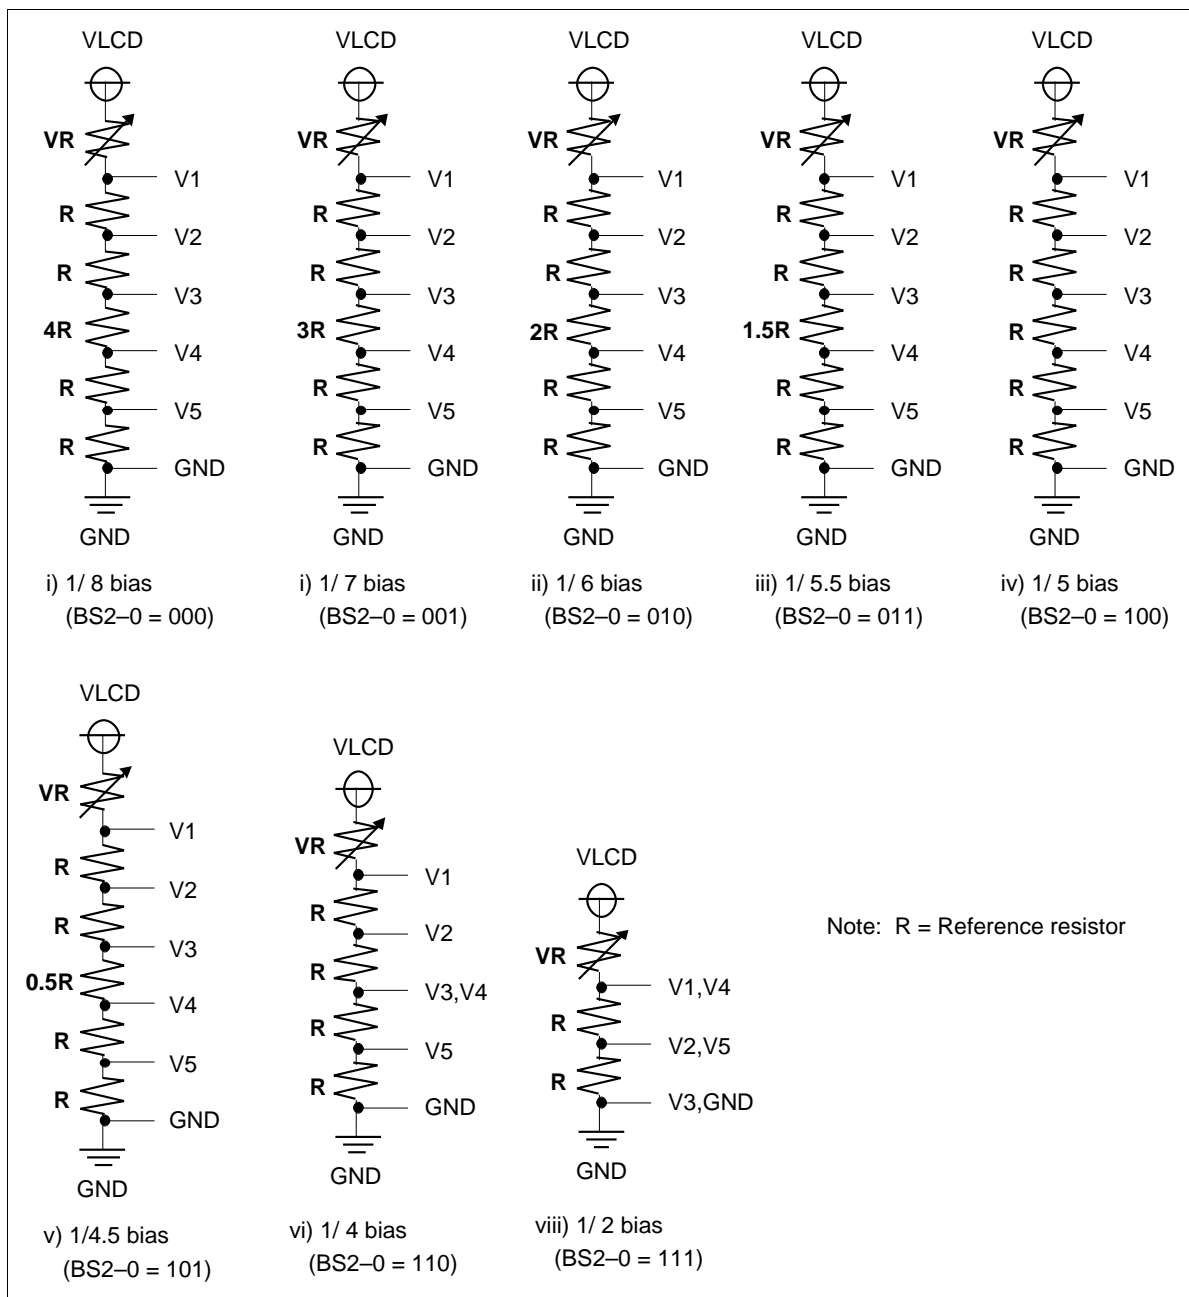 VLCD
VR
V1
R
V2
R
V3
4R
V4
R
V5
R
GND
GND
i) 1/ 8 bias
(BS2–0 = 000)
VLCD
VR
V1
R
V2
R
V3
3R
V4
R
V5
R
GND
GND
i) 1/ 7 bias
(BS2–0 = 001)
VLCD
VR
V1
R
V2
R
V3
2R
V4
R
V5
R
GND
GND
ii) 1/ 6 bias
(BS2–0 = 010)
VLCD
VR
V1
R
V2
R
V3
1.5R
V4
R
V5
R
GND
GND
iii) 1/ 5.5 bias
(BS2–0 = 011)
VLCD
VR
V1
R
V2
R
V3
R
V4
R
V5
R
GND
GND
iv) 1/ 5 bias
(BS2–0 = 100)
VLCD
VR
V1
R
V2
R
V3
0.5R
V4
R
V5
R
GND
GND
v) 1/4.5 bias
(BS2–0 = 101)
VLCD
VR
V1
R
V2
R
V3,V4
R
V5
R
GND
GND
vi) 1/ 4 bias
(BS2–0 = 110)
VLCD
VR
V1,V4
R
V2,V5
R
V3,GND
GND
viii) 1/ 2 bias
(BS2–0 = 111)
Note: R = Reference resistor